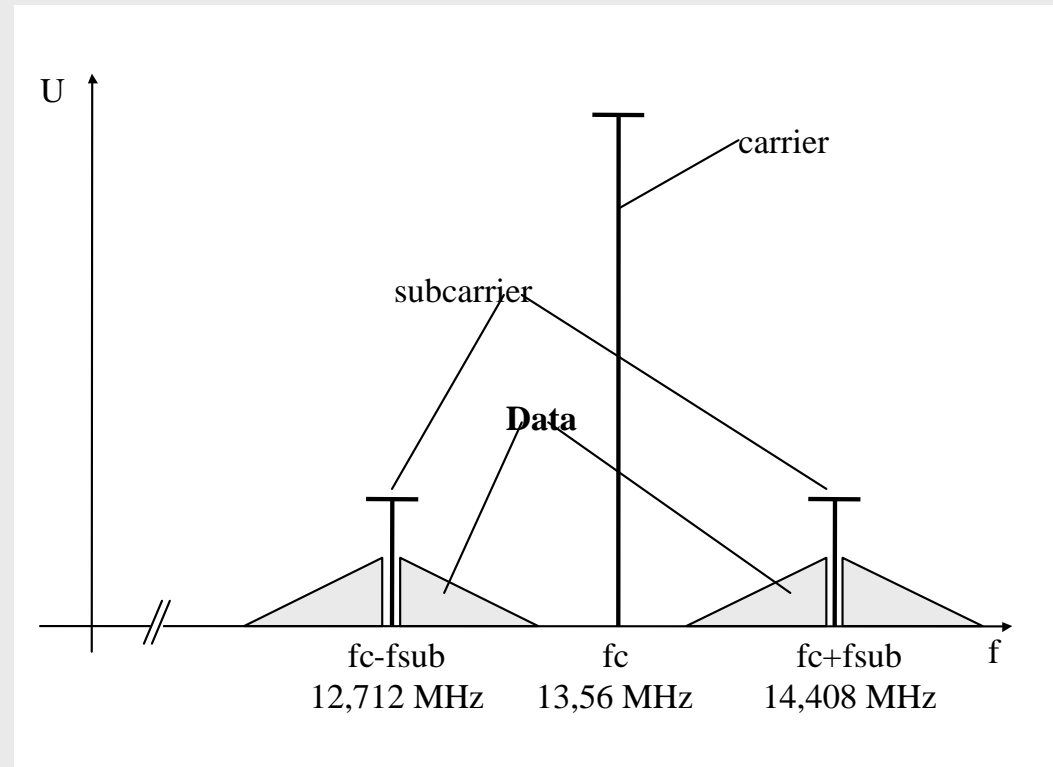 U
carrier
subcarrier
Data
fc-fsub fc fc+fsub f
12,712 MHz 13,56 MHz 14,408 MHz